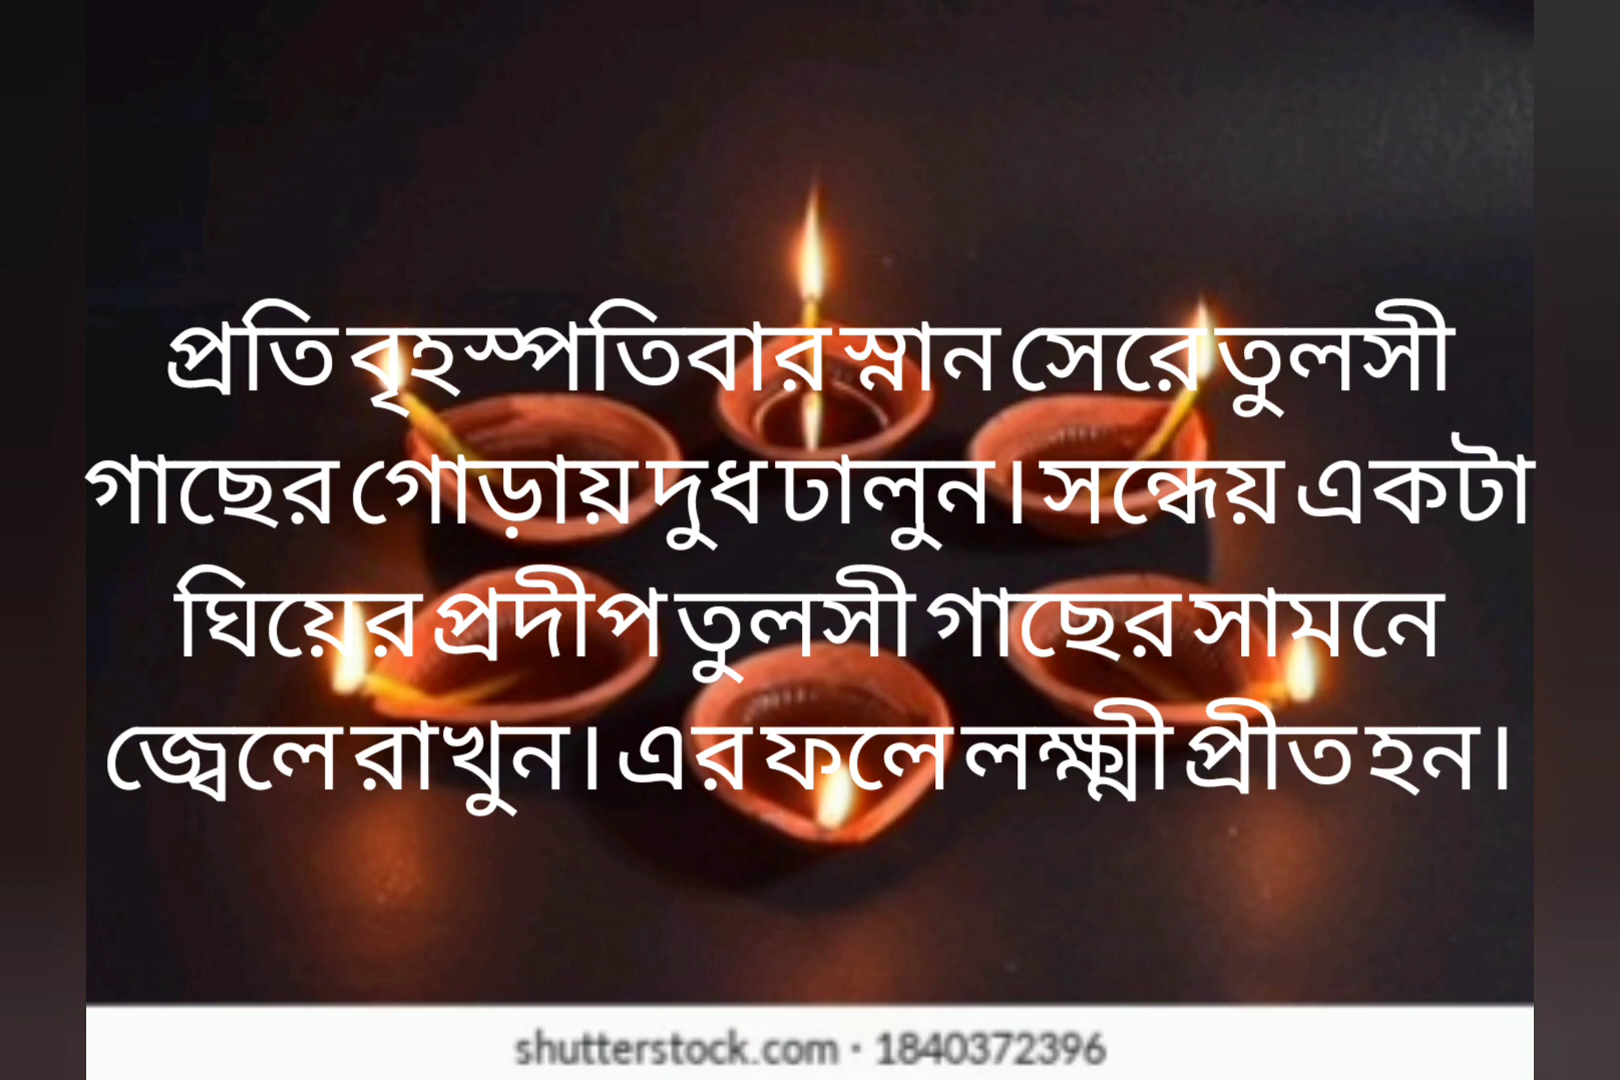 প্রতি বৃহস্পতিবার স্নান সেরে তুলসী
গাছের গোড়ায় দুধ ঢালুন। সন্ধেয় একটা
ঘিয়ের প্রদীপ তুলসী গাছের সামনে
জ্বেলে রাখুন। এর ফলে লক্ষ্মী প্রীত হন।
shutterstock.com · 1840372396